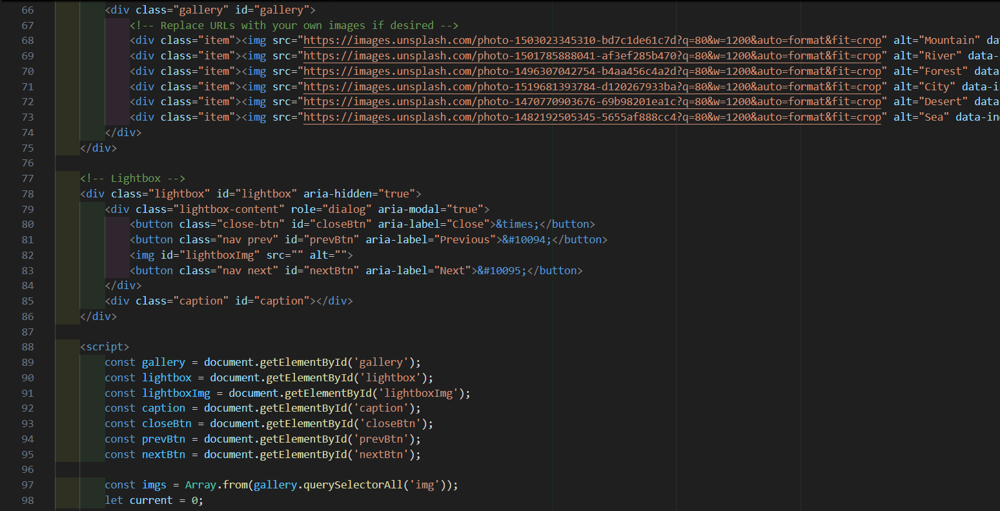 66 <div class="gallery" id="gallery">
67 <!-- Replace URLs with your own images if desired -->
68 <div class="item"><img src="https://images.unsplash.com/photo-1503023345310-bd7c1de61c7d?q=80&w=1200&auto=format&fit=crop" alt="Mountain" da
69 <div class="item"><img src="https://images.unsplash.com/photo-1501785888041-af3ef285b470?q=80&w=1200&auto=format&fit=crop" alt="River" data-
70 <div class="item"><img src="https://images.unsplash.com/photo-1496307042754-b4aa456c4a2d?q=80&w=1200&auto=format&fit=crop" alt="Forest" data
71 <div class="item"><img src="https://images.unsplash.com/photo-1519681393784-d120267933ba?q=80&w=1200&auto=format&fit=crop" alt="City" data-i
72 <div class="item"><img src="https://images.unsplash.com/photo-1470770903676-69b98201ea1c?q=80&w=1200&auto=format&fit=crop" alt="Desert" data
73 <div class="item"><img src="https://images.unsplash.com/photo-1482192505345-5655af888cc4?q=80&w=1200&auto=format&fit=crop" alt="Sea" data-in
74 </div>
75 </div>
76
77 <!-- Lightbox -->
78 <div class="lightbox" id="lightbox" aria-hidden="true">
79 <div class="lightbox-content" role="dialog" aria-modal="true">
80 <button class="close-btn" id="closeBtn" aria-label="Close">&times;</button>
81 <button class="nav prev" id="prevBtn" aria-label="Previous">&#10094;</button>
82 <img id="lightboxImg" src="" alt="">
83 <button class="nav next" id="nextBtn" aria-label="Next">&#10095;</button>
84 </div>
85 <div class="caption" id="caption"></div>
86 </div>
87
88 <script>
89 const gallery = document.getElementById('gallery');
90 const lightbox = document.getElementById('lightbox');
91 const lightboxImg = document.getElementById('lightboxImg');
92 const caption = document.getElementById('caption');
93 const closeBtn = document.getElementById('closeBtn');
94 const prevBtn = document.getElementById('prevBtn');
95 const nextBtn = document.getElementById('nextBtn');
96
97 const imgs = Array.from(gallery.querySelectorAll('img'));
98 let current = 0;